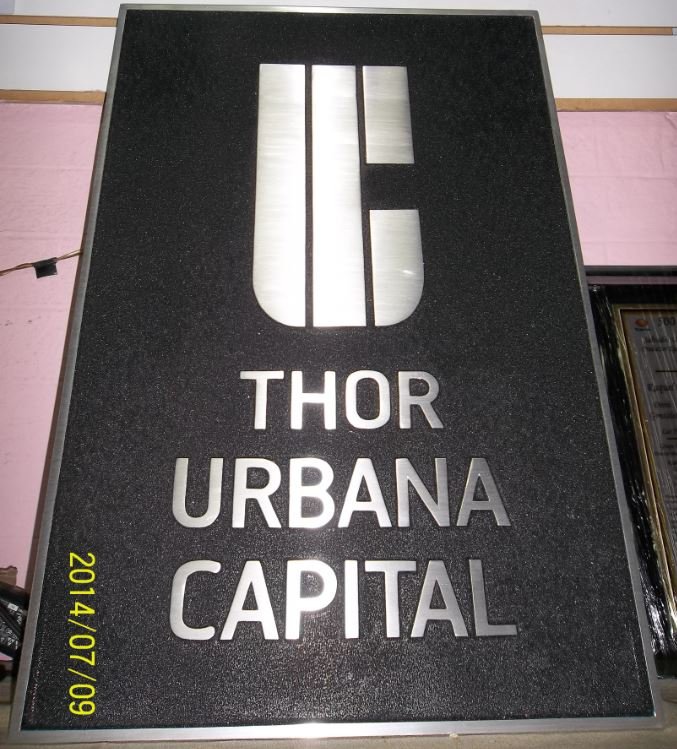 THOR
URBANA
CAPITAL
2014/07/09